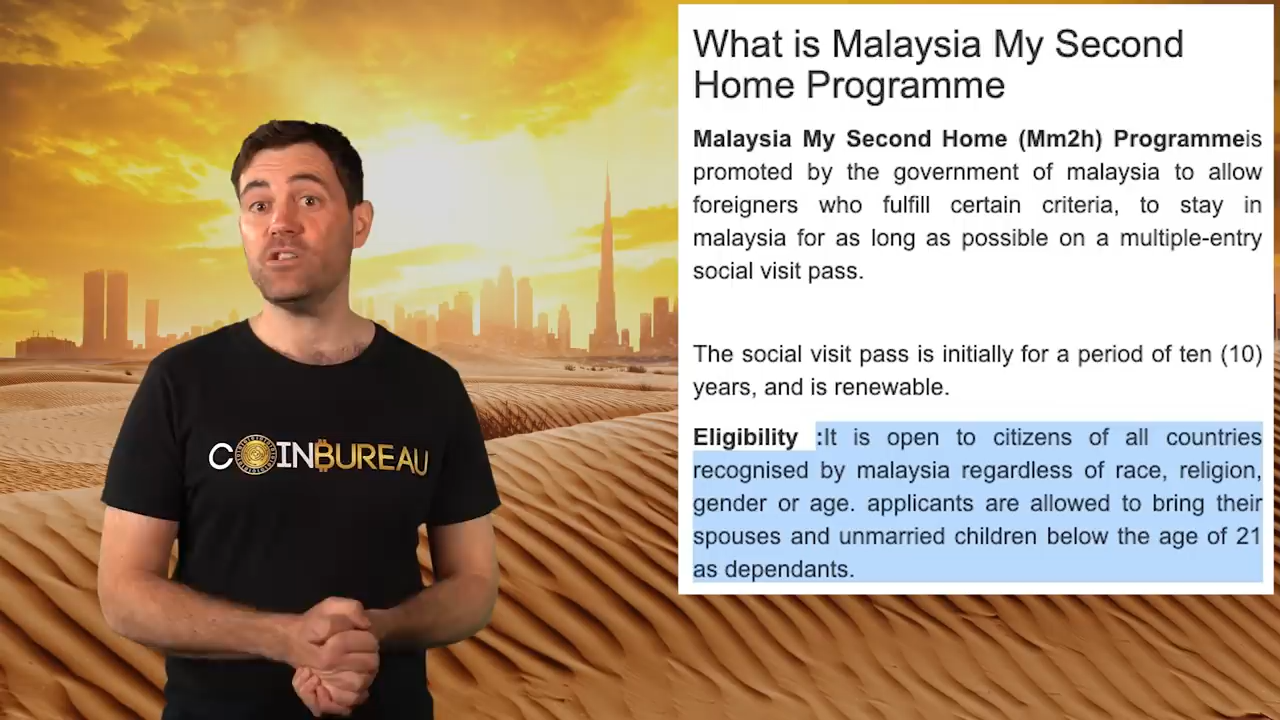 What is Malaysia My Second
Home Programme
Malaysia My Second Home (Mm2h) Programmeis
promoted by the government of malaysia to allow
foreigners who fulfill certain criteria, to stay in
malaysia for as long as possible on a multiple-entry
social visit pass.
The social visit pass is initially for a period of ten (10)
years, and is renewable.
Eligibility :It is open to citizens of all countries
recognised by malaysia regardless of race, religion,
gender or age. applicants are allowed to bring their
spouses and unmarried children below the age of 21
as dependants.
COINBUREAU